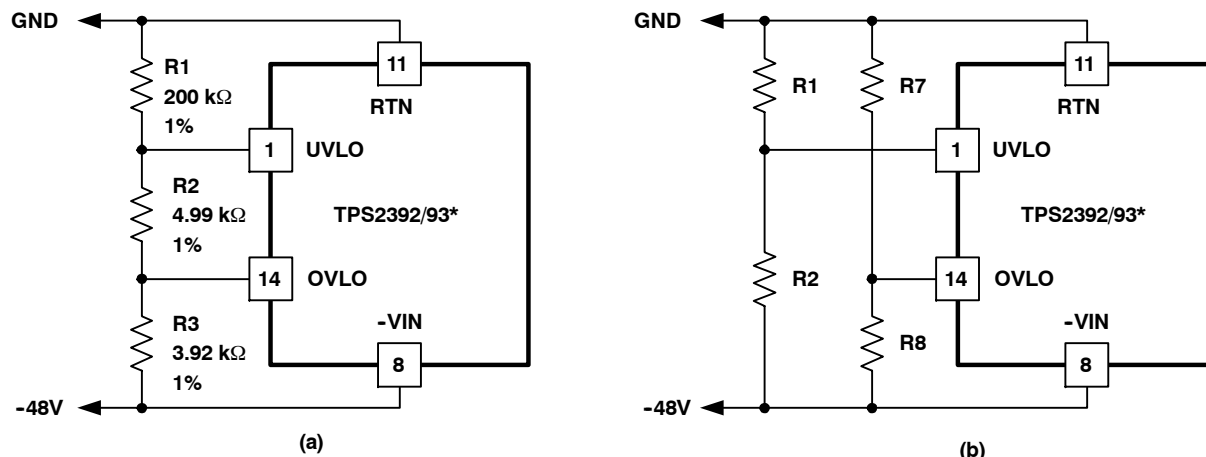 GND
R1
200 kΩ
1%
11
RTN
1
UVLO
R2
4.99 kΩ
1%
TPS2392/93*
14
OVLO
R3
3.92 kΩ
1%
-VIN
8
-48V
(a)
GND
R1
R7
11
RTN
1
UVLO
TPS2392/93*
R2
14
OVLO
R8
-VIN
8
-48V
(b)